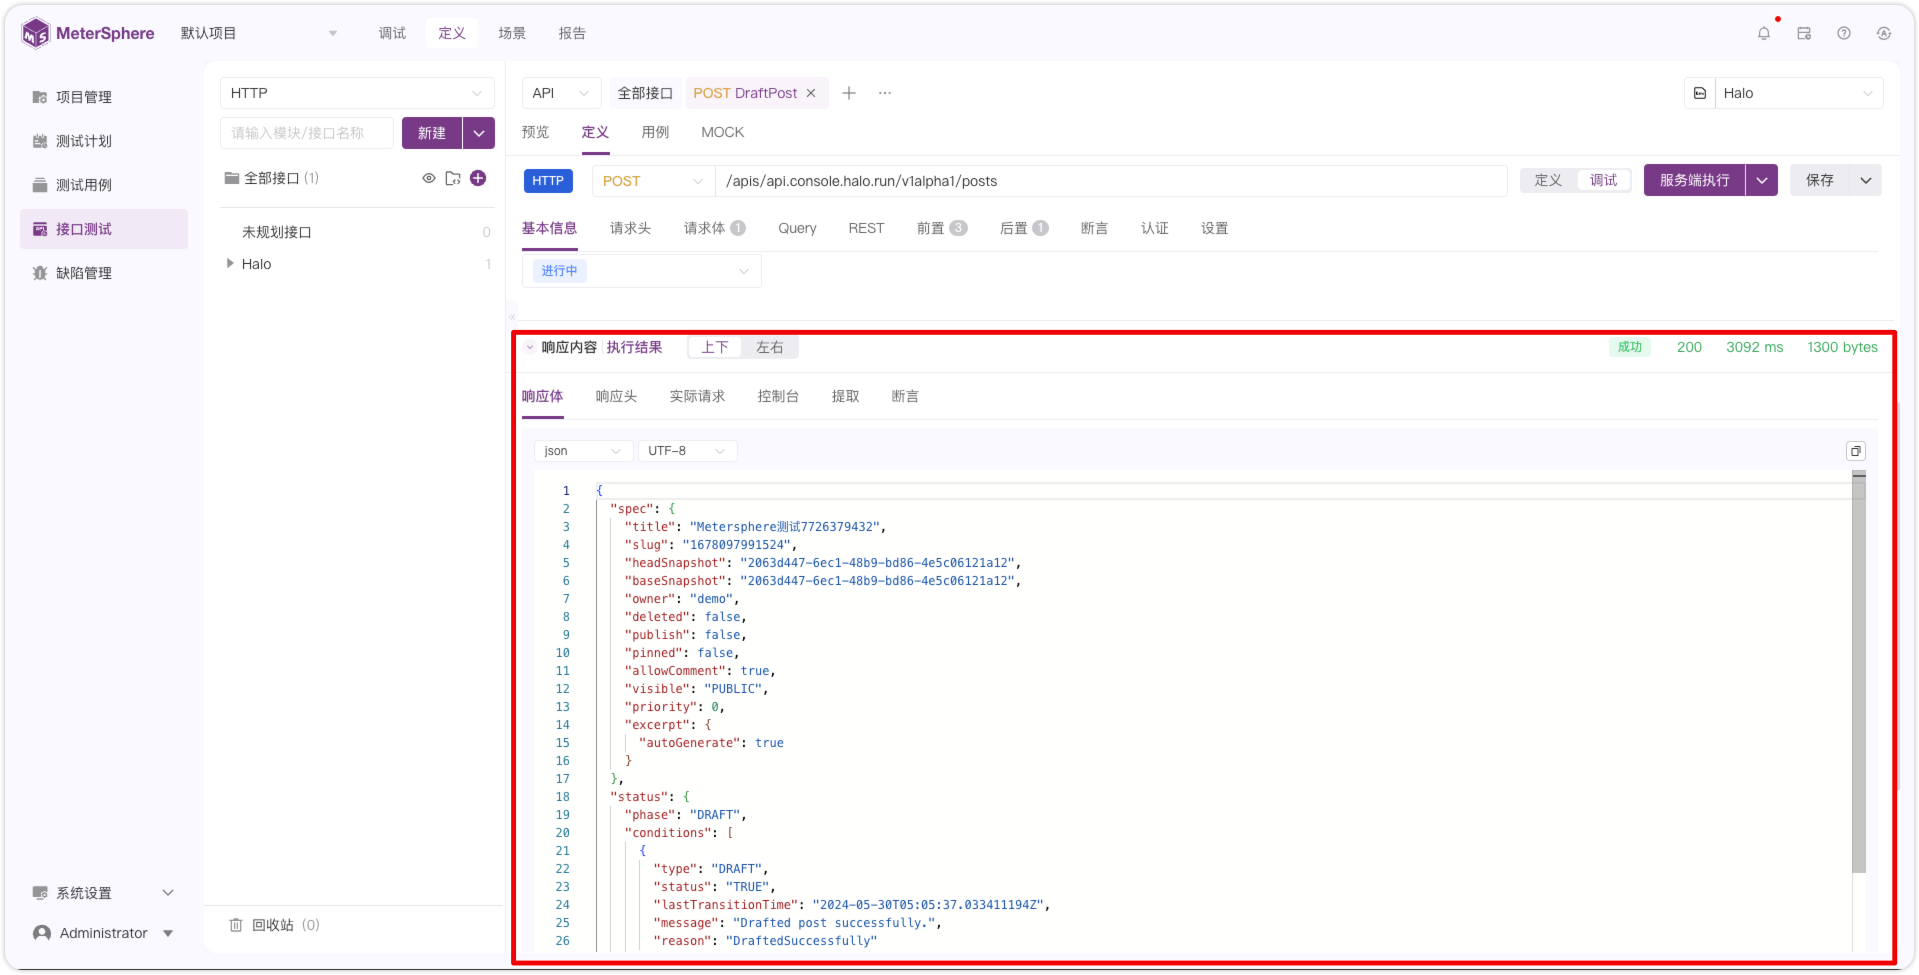 MeterSphere 默认项目 调试 定义 场景 报告
项目管理
测试计划
测试用例
接口测试
缺陷管理
系统设置
Administrator
HTTP
请输入模块/接口名称 新建
全部接口 (1)
未规划接口 0
Halo 1
回收站 (0)
API 全部接口 POST DraftPost Halo
预览 定义 用例 MOCK
HTTP POST /apis/api.console.halo.run/v1alpha1/posts 定义 调试 服务端执行 保存
基本信息 请求头 请求体 1 Query REST 前置 3 后置 1 断言 认证 设置
进行中
响应内容 执行结果 上下 左右 成功 200 3092 ms 1300 bytes
响应体 响应头 实际请求 控制台 提取 断言
json UTF-8
1 {
2 "spec": {
3 "title": "Metersphere测试7726379432",
4 "slug": "1678097991524",
5 "headSnapshot": "2063d447-6ec1-48b9-bd86-4e5c06121a12",
6 "baseSnapshot": "2063d447-6ec1-48b9-bd86-4e5c06121a12",
7 "owner": "demo",
8 "deleted": false,
9 "publish": false,
10 "pinned": false,
11 "allowComment": true,
12 "visible": "PUBLIC",
13 "priority": 0,
14 "excerpt": {
15 "autoGenerate": true
16 }
17 },
18 "status": {
19 "phase": "DRAFT",
20 "conditions": [
21 {
22 "type": "DRAFT",
23 "status": "TRUE",
24 "lastTransitionTime": "2024-05-30T05:05:37.033411194Z",
25 "message": "Drafted post successfully.",
26 "reason": "DraftedSuccessfully"